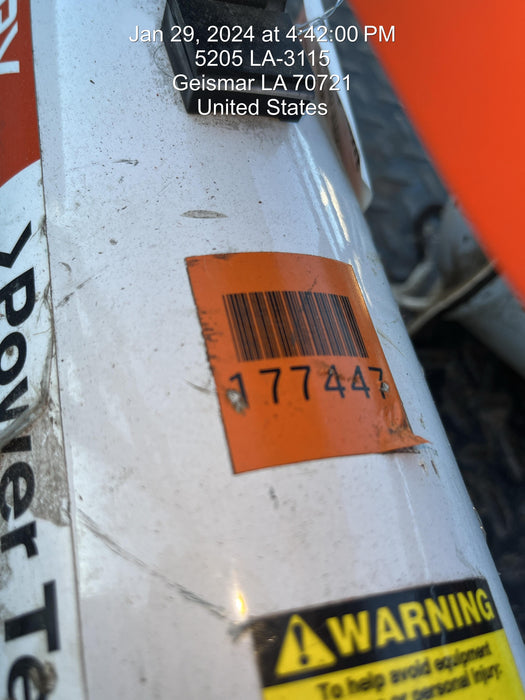 Jan 29, 2024 at 4:42:00 PM
5205 LA-3115
Geismar LA 70721
United States
177447
Power Te
WARNING
To help avoid equipment
personal injury: